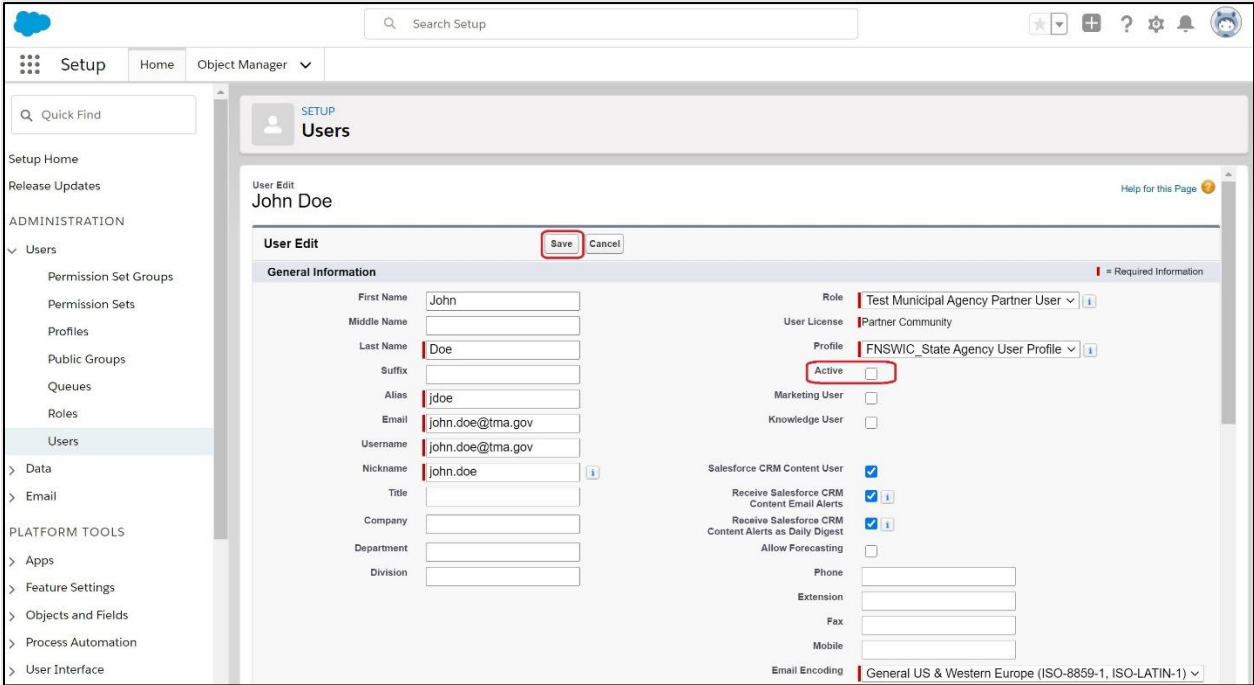 Search Setup
Setup
Home
Object Manager
Quick Find
Setup Home
Release Updates
ADMINISTRATION
Users
Permission Set Groups
Permission Sets
Profiles
Public Groups
Queues
Roles
Users
Data
Email
PLATFORM TOOLS
Apps
Feature Settings
Objects and Fields
Process Automation
User Interface
SETUP
Users
User Edit
John Doe
Help for this Page
User Edit
Save
Cancel
General Information
= Required Information
First Name John
Middle Name
Last Name Doe
Suffix
Alias jdoe
Email john.doe@tma.gov
Username john.doe@tma.gov
Nickname john.doe
Title
Company
Department
Division
Role Test Municipal Agency Partner User
User License Partner Community
Profile FNSWIC_State Agency User Profile
Active
Marketing User
Knowledge User
Salesforce CRM Content User
Receive Salesforce CRM
Content Email Alerts
Receive Salesforce CRM
Content Alerts as Daily Digest
Allow Forecasting
Phone
Extension
Fax
Mobile
Email Encoding General US & Western Europe (ISO-8859-1, ISO-LATIN-1)